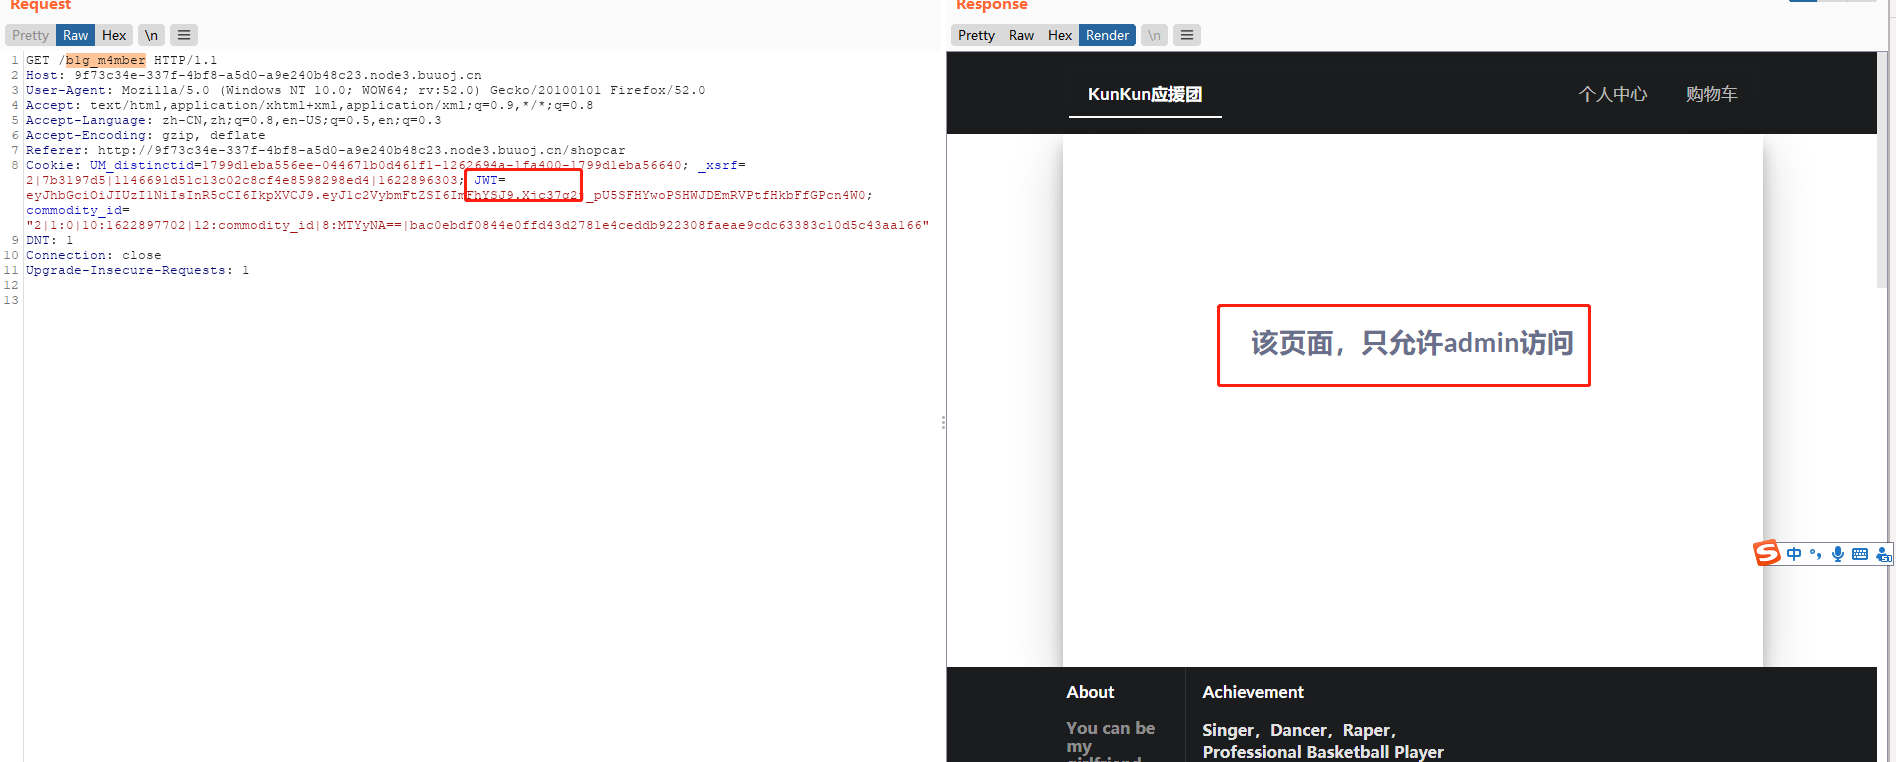 Request
Response
Pretty Raw Hex \n
Pretty Raw Hex Render \n
1 GET /b1g_m4mber HTTP/1.1
2 Host: 9f73c34e-337f-4bf8-a5d0-a9e240b48c23.node3.buuoj.cn
3 User-Agent: Mozilla/5.0 (Windows NT 10.0; WOW64; rv:52.0) Gecko/20100101 Firefox/52.0
4 Accept: text/html,application/xhtml+xml,application/xml;q=0.9,*/*;q=0.8
5 Accept-Language: zh-CN,zh;q=0.8,en-US;q=0.5,en;q=0.3
6 Accept-Encoding: gzip, deflate
7 Referer: http://9f73c34e-337f-4bf8-a5d0-a9e240b48c23.node3.buuoj.cn/shopcar
8 Cookie: UM_distinctid=1799d1eba556ee-044671b0d461f1-1262694a-1fa400-1799d1eba56640; _xsrf=
2|7b3197d5|1146691d51c13c02c8cf4e8598298ed4|1622896303; JWT=
eyJhbGciOiJIUzI1NiIsInR5cCI6IkpXVCJ9.eyJ1c2VybmFtZSI6ImFhYSJ9.Xjc37g2j_pU5SFHYwoPSHWJDEmRVPtfHkbFfGPcn4W0;
commodity_id=
"2|1:0|10:1622897702|12:commodity_id|8:MTYyNA==|bac0ebdf0844e0ffd43d2781e4ceddb922308faeae9cdc63383c10d5c43aa166"
9 DNT: 1
10 Connection: close
11 Upgrade-Insecure-Requests: 1
12
13
KunKun应援团
个人中心
购物车
该页面，只允许admin访问
中
About
You can be
my
girlfriend
Achievement
Singer，Dancer，Raper，
Professional Basketball Player